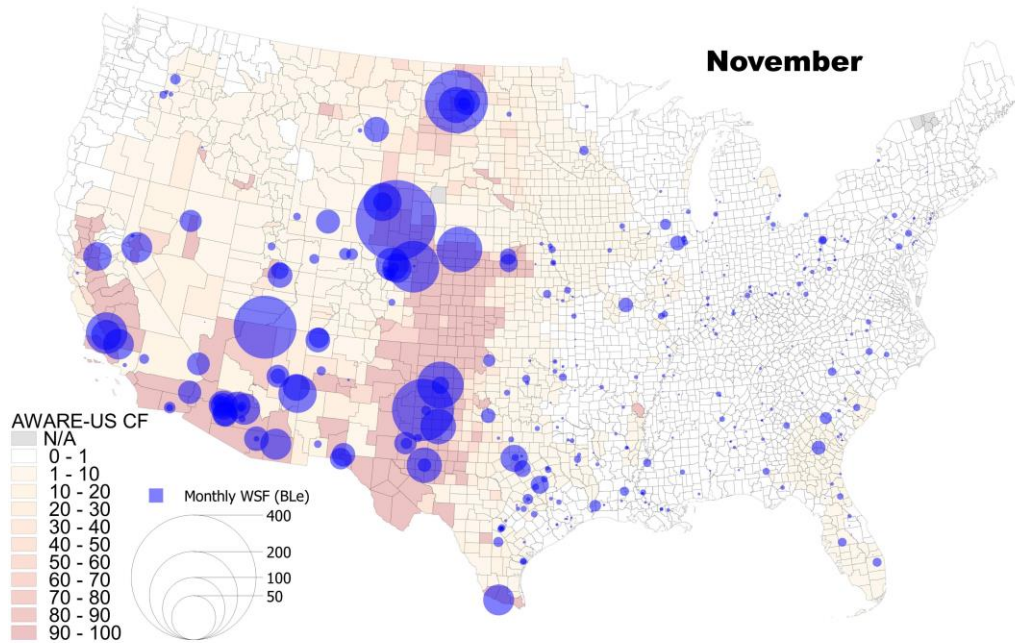 November
AWARE-US CF
N/A
0 - 1
1 - 10
10 - 20
20 - 30
30 - 40
40 - 50
50 - 60
60 - 70
70 - 80
80 - 90
90 - 100
Monthly WSF (BLe)
400
200
100
50